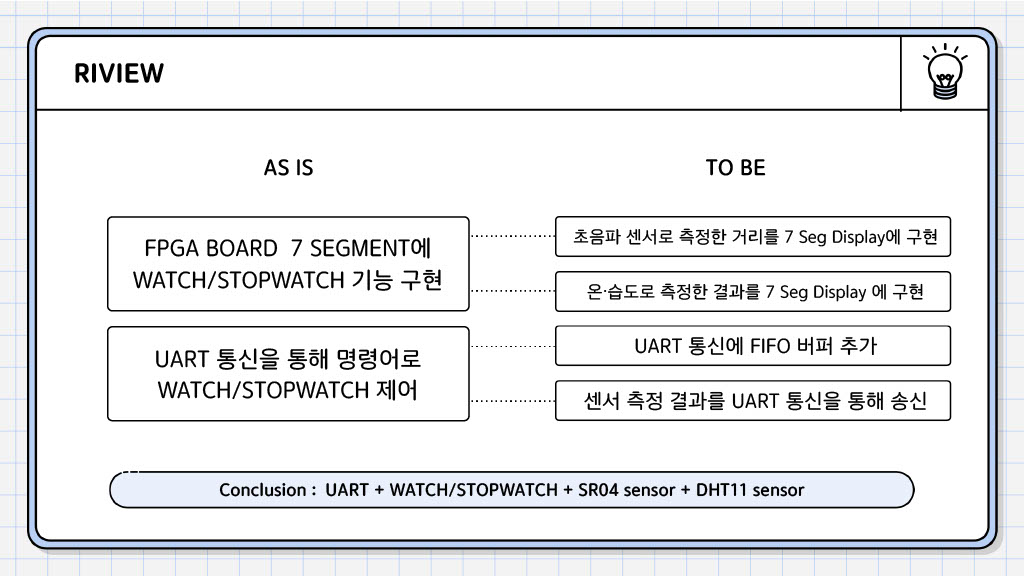 RIVIEW
AS IS
TO BE
FPGA BOARD 7 SEGMENT에
WATCH/STOPWATCH 기능 구현
UART 통신을 통해 명령어로
WATCH/STOPWATCH 제어
초음파 센서로 측정한 거리를 7 Seg Display에 구현
온·습도로 측정한 결과를 7 Seg Display 에 구현
UART 통신에 FIFO 버퍼 추가
센서 측정 결과를 UART 통신을 통해 송신
Conclusion : UART + WATCH/STOPWATCH + SR04 sensor + DHT11 sensor